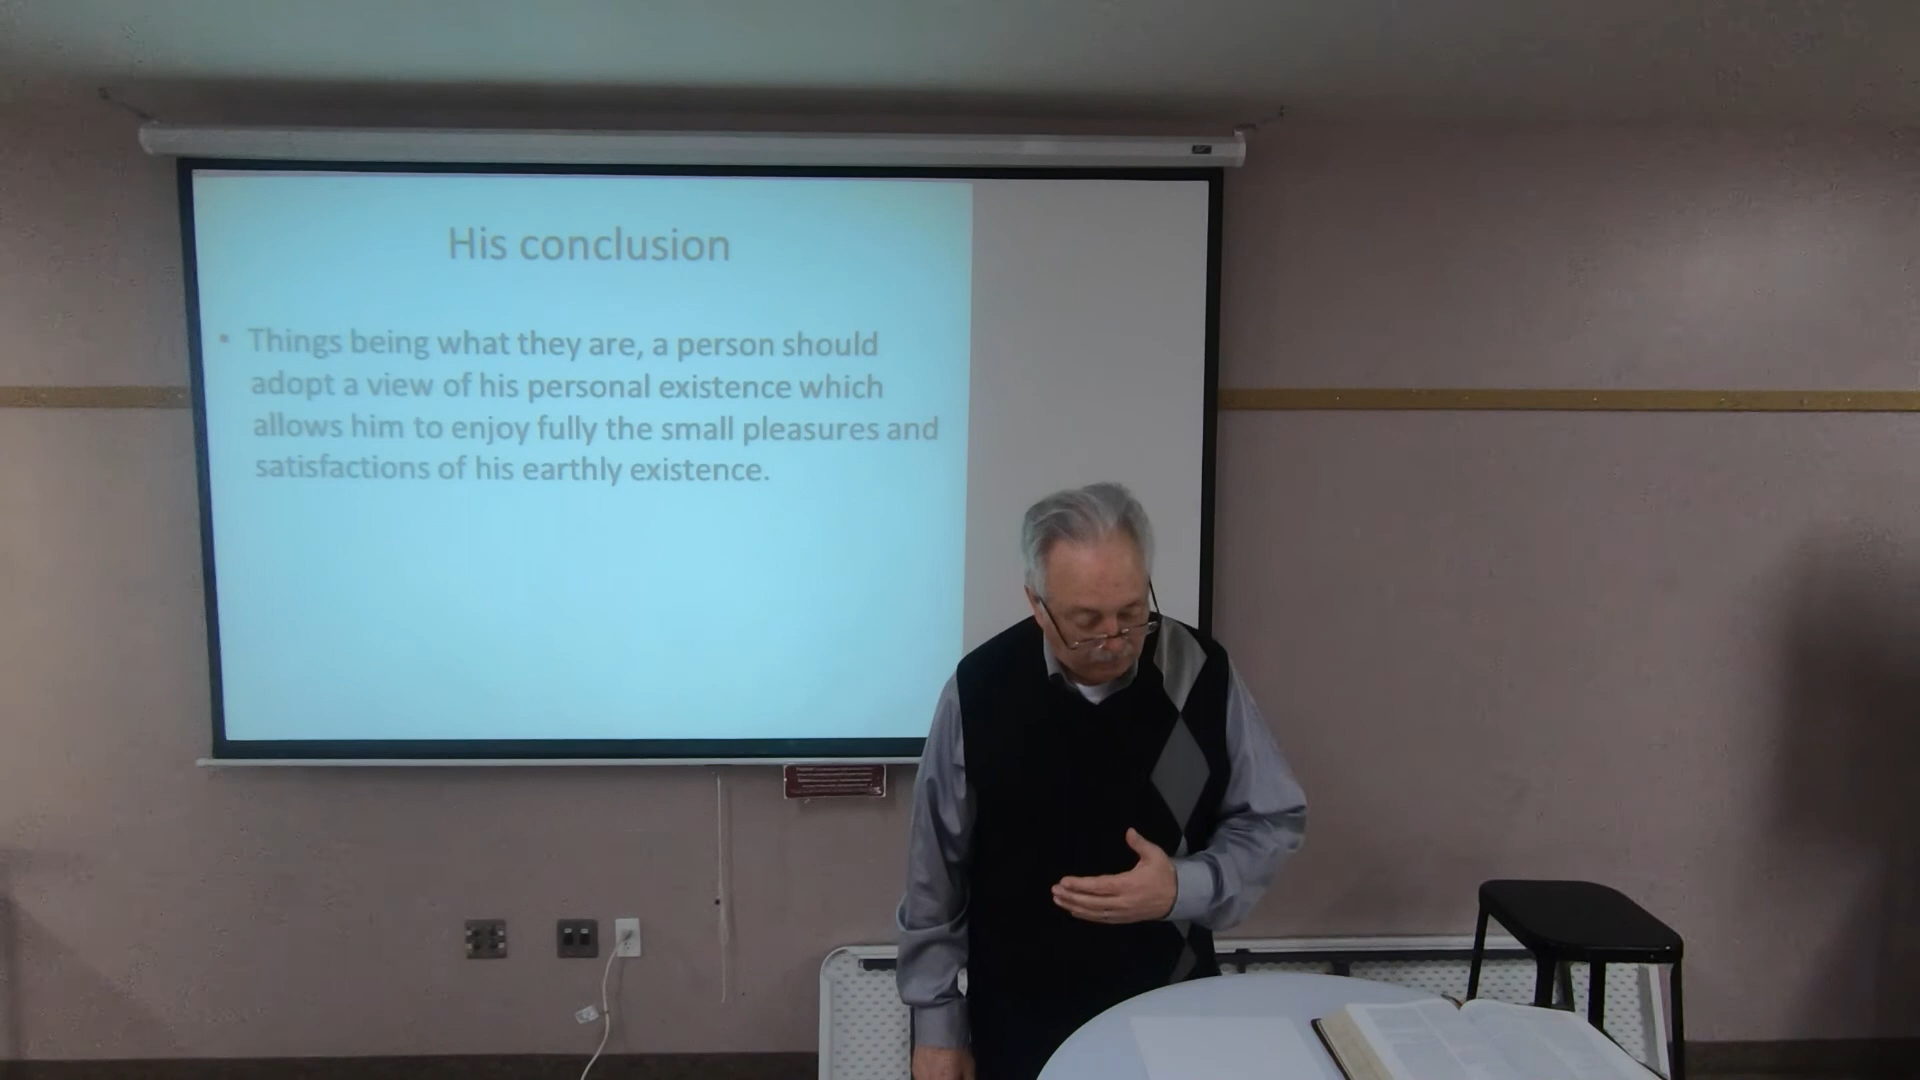 His conclusion
• Things being what they are, a person should
adopt a view of his personal existence which
allows him to enjoy fully the small pleasures and
satisfactions of his earthly existence.